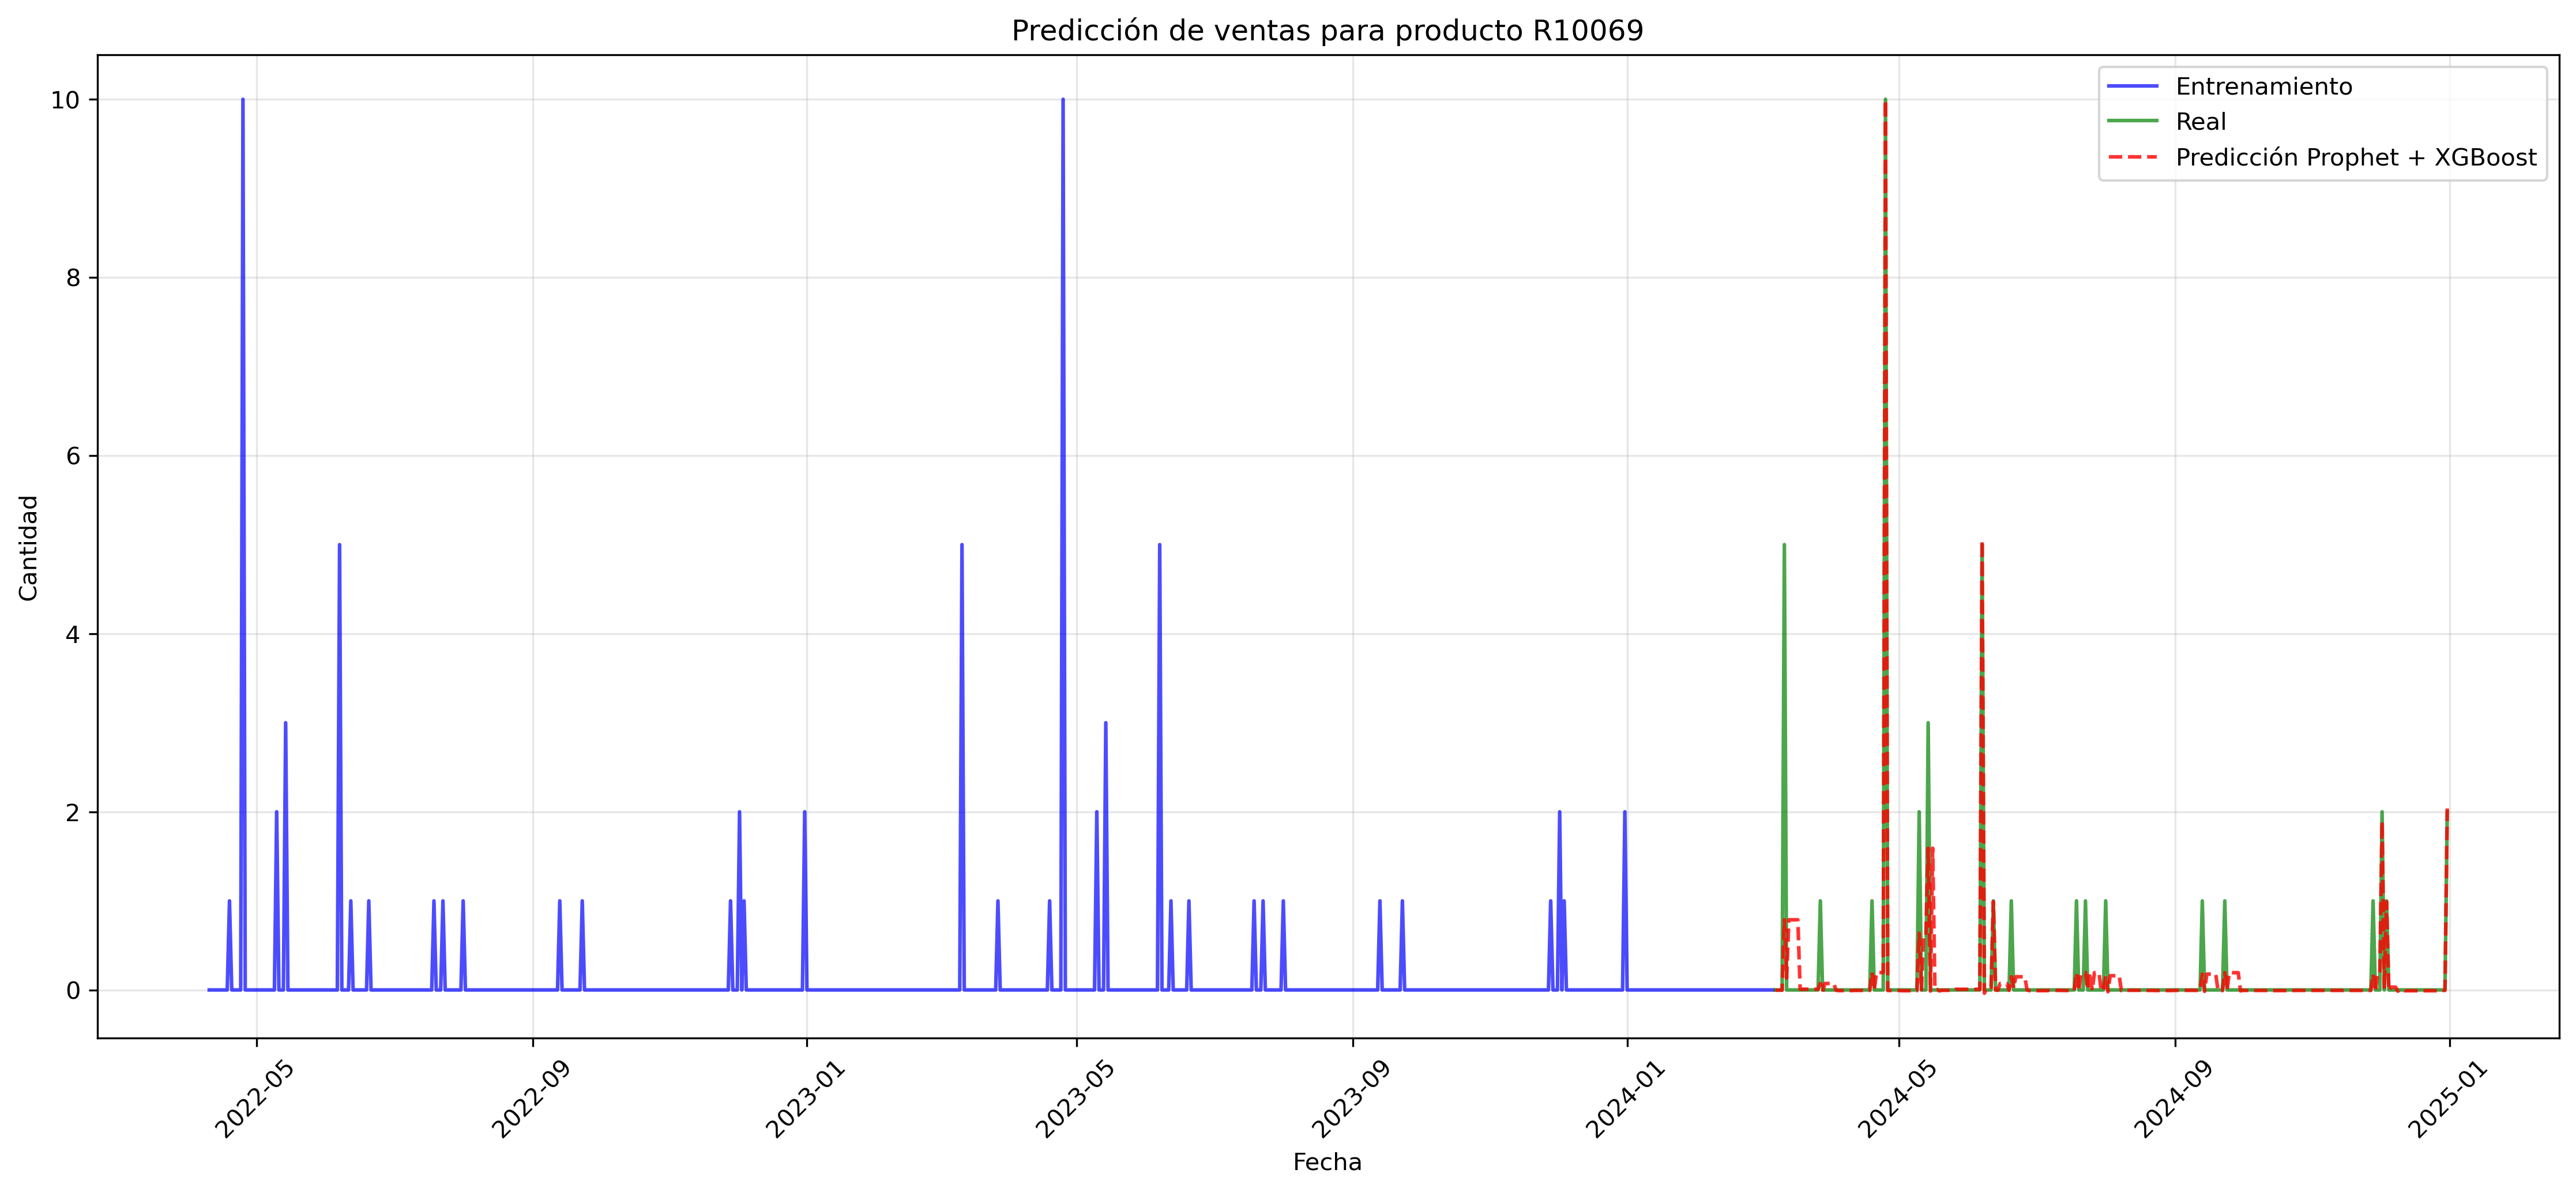 Predicción de ventas para producto R10069
Entrenamiento
Real
Predicción Prophet + XGBoost
Cantidad
10
8
6
4
2
0
2022-05
2022-09
2023-01
2023-05
2023-09
2024-01
2024-05
2024-09
2025-01
Fecha